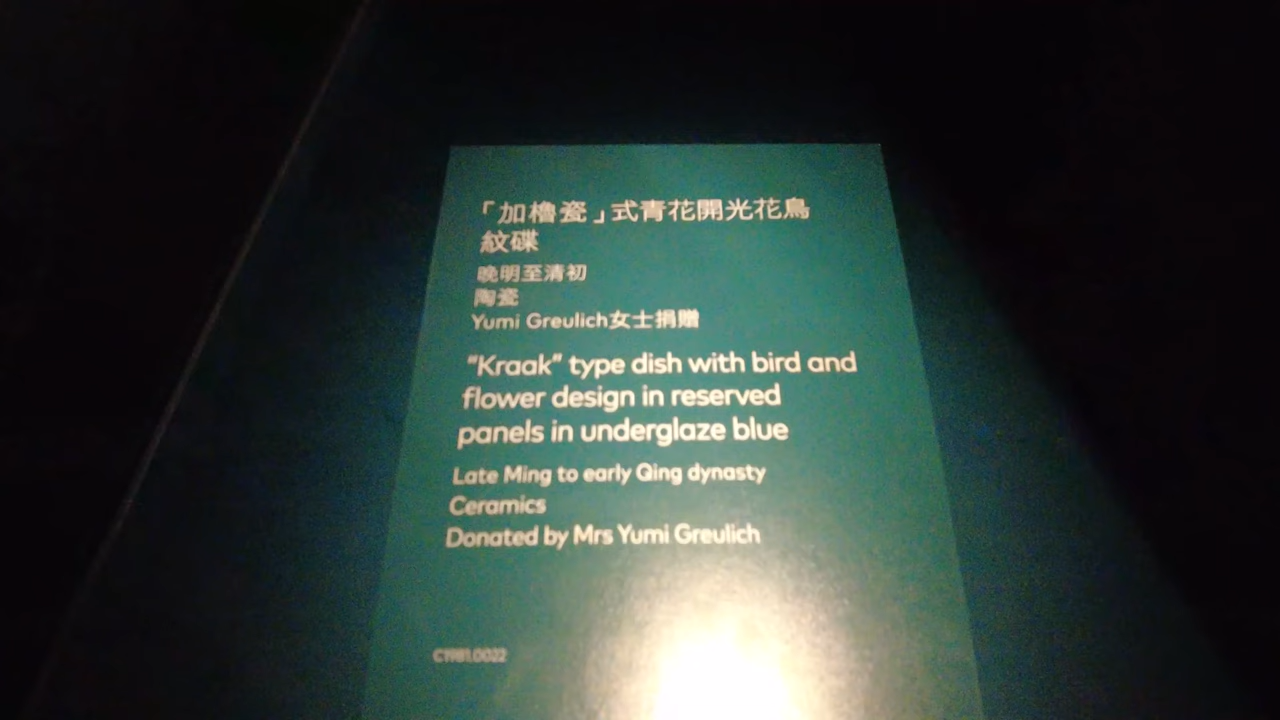 「加櫓瓷」式青花開光花鳥
紋碟
晚明至清初
陶瓷
Yumi Greulich女士捐贈
“Kraak” type dish with bird and
flower design in reserved
panels in underglaze blue
Late Ming to early Qing dynasty
Ceramics
Donated by Mrs Yumi Greulich
C1981.0022